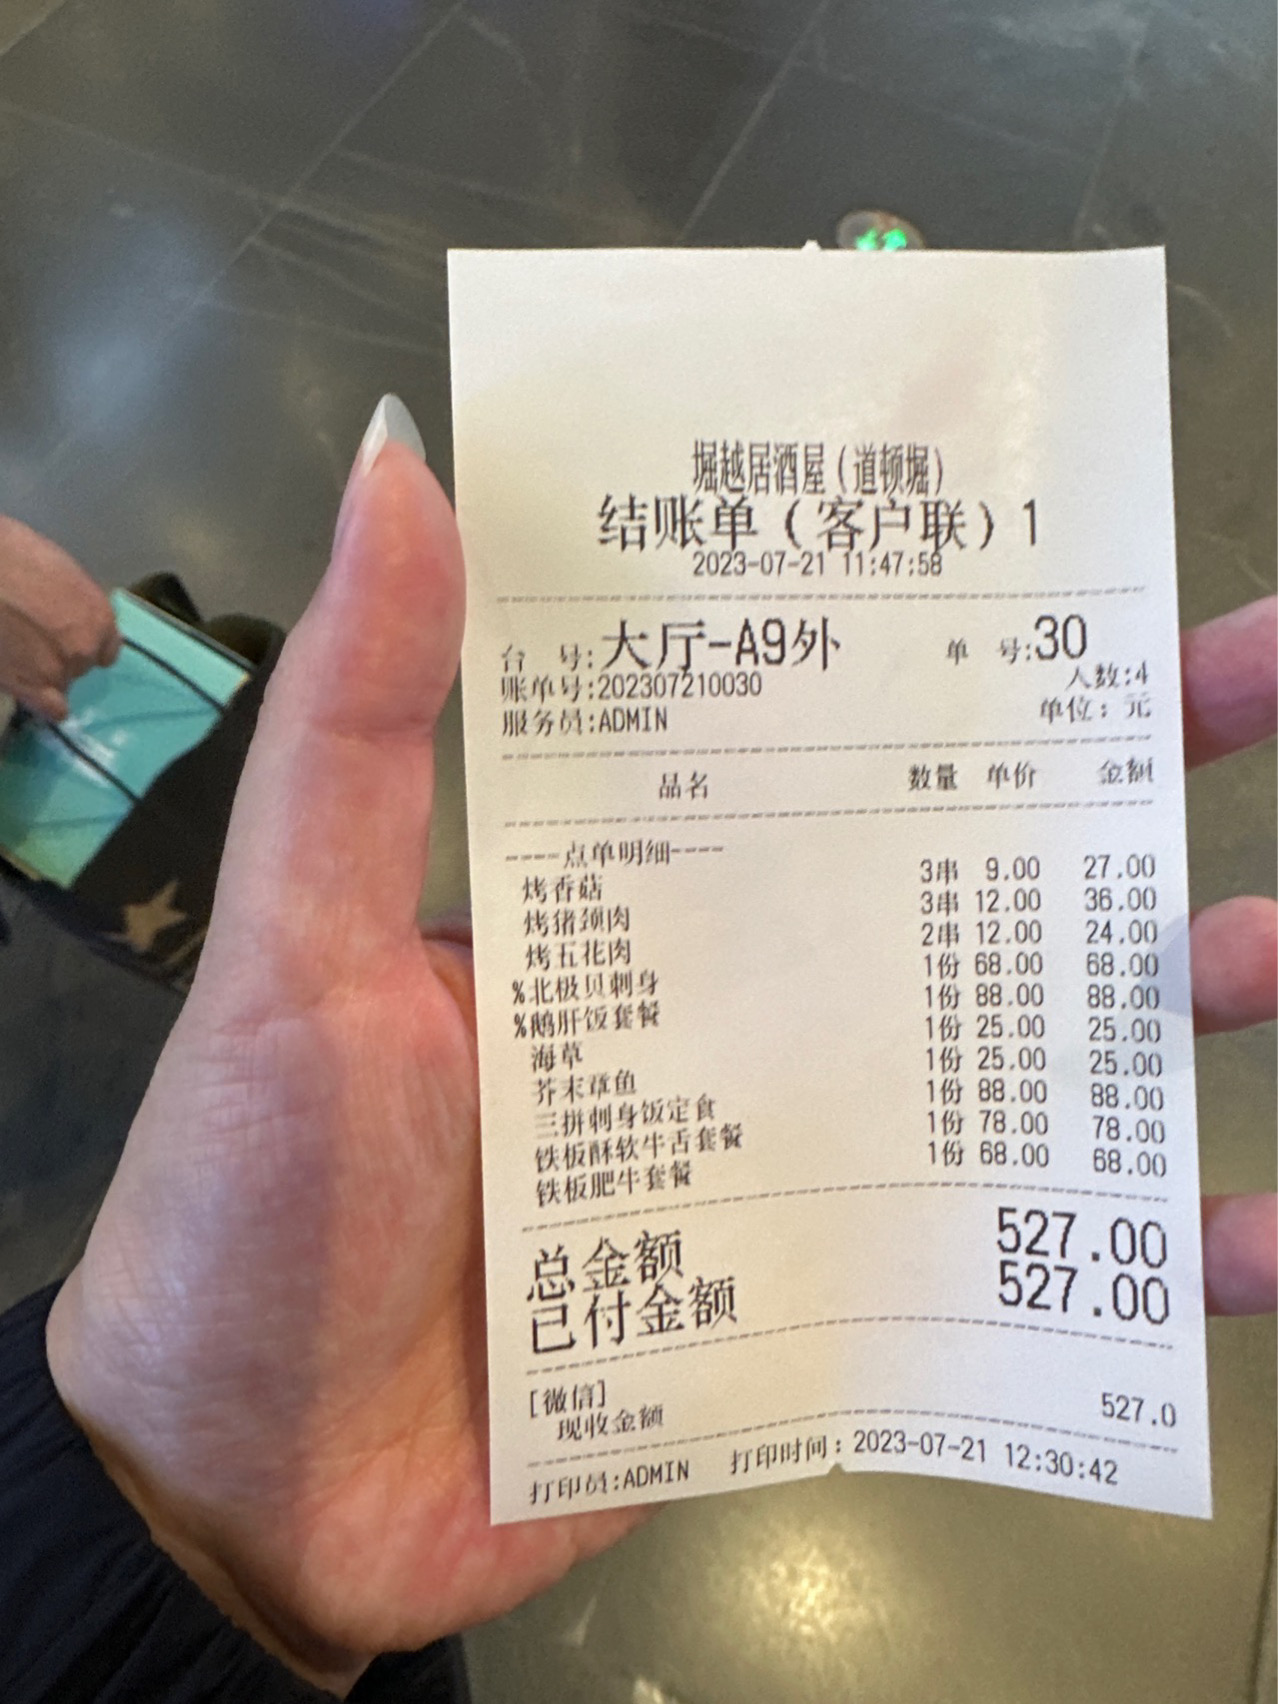 堀越居酒屋(道顿堀)
结账单(客户联)1
2023-07-21 11:47:58
台 号:大厅-A9外 单 号:30
账单号:202307210030 人数:4
服务员:ADMIN 单位:元
品名 数量 单价 金额
----点单明细----
烤香菇 3串 9.00 27.00
烤猪颈肉 3串 12.00 36.00
烤五花肉 2串 12.00 24.00
%北极贝刺身 1份 68.00 68.00
%鹅肝饭套餐 1份 88.00 88.00
海草 1份 25.00 25.00
芥末章鱼 1份 25.00 25.00
三拼刺身饭定食 1份 88.00 88.00
铁板酥软牛舌套餐 1份 78.00 78.00
铁板肥牛套餐 1份 68.00 68.00
总金额 527.00
已付金额 527.00
[微信]
现收金额 527.0
打印员:ADMIN 打印时间:2023-07-21 12:30:42